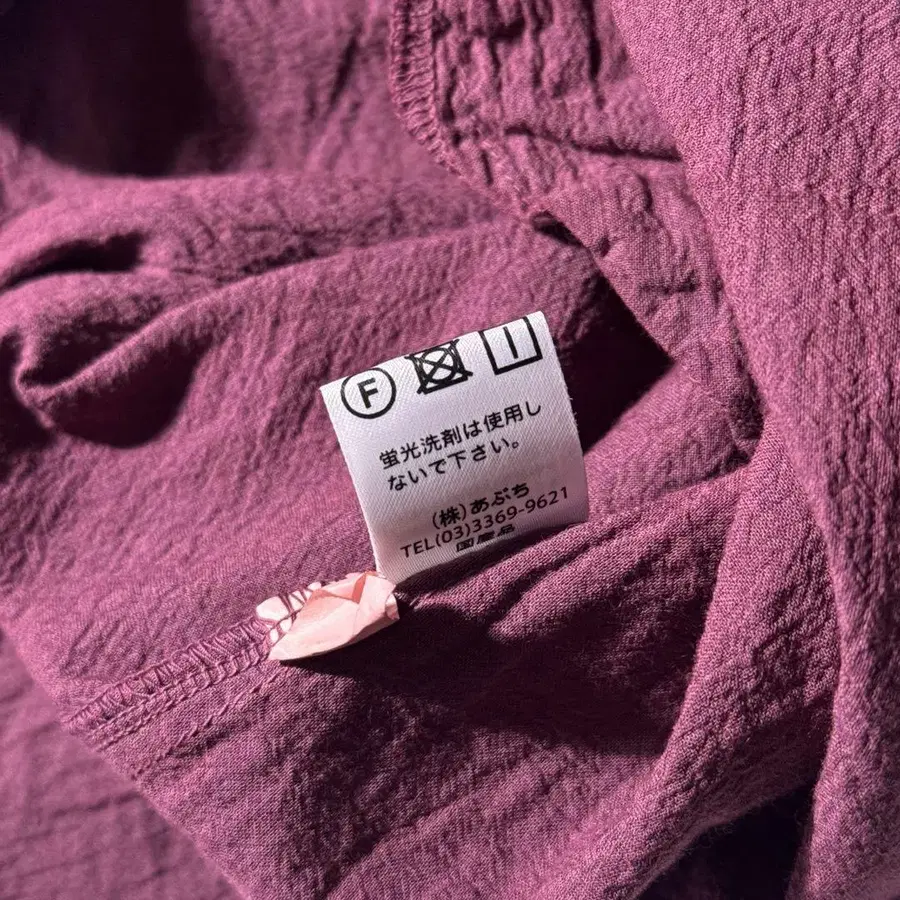 F
蛍光洗剤は使用し
ないで下さい。
(株)あぶち
TEL(03)3369-9621
国産品